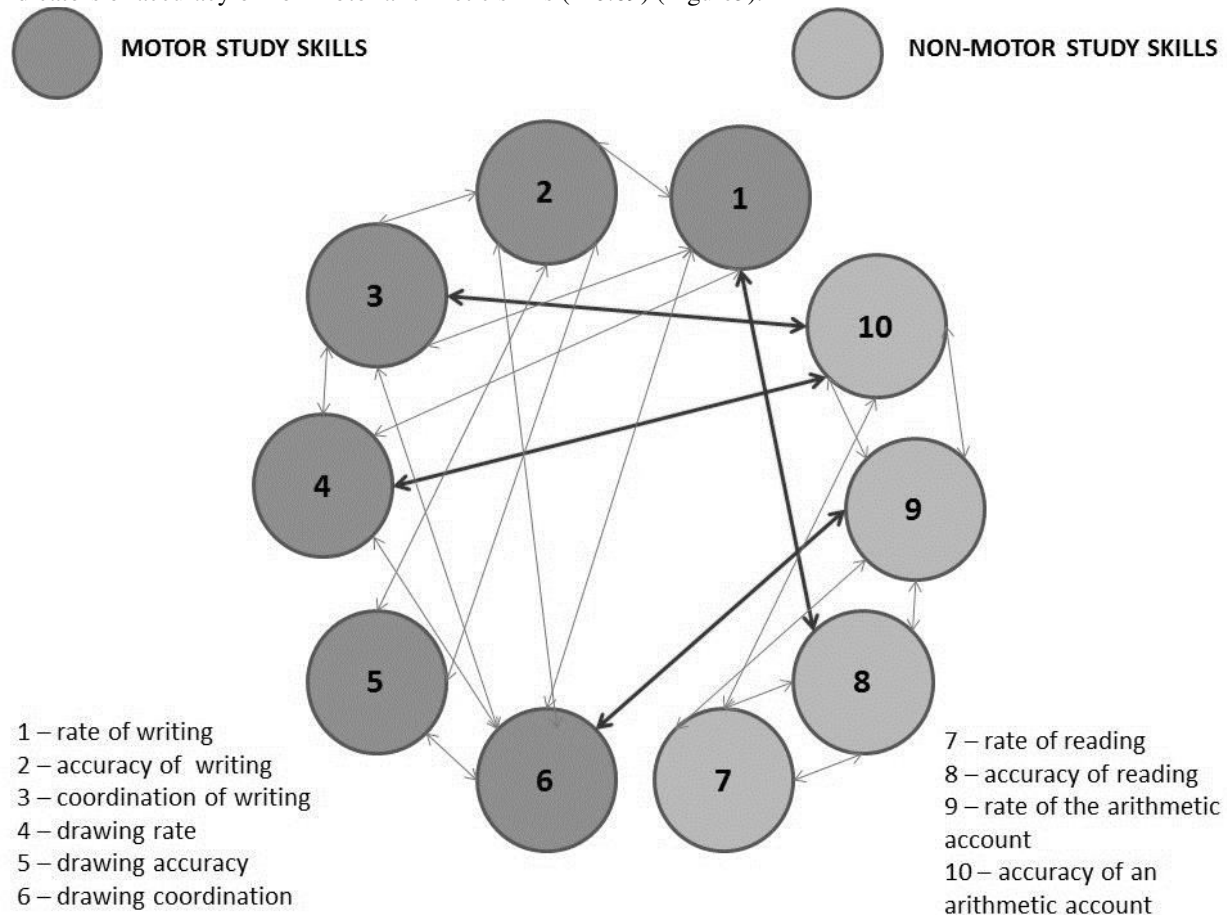 MOTOR STUDY SKILLS
NON-MOTOR STUDY SKILLS
2
1
3
10
4
9
5
8
6
7
1 – rate of writing
2 – accuracy of writing
3 – coordination of writing
4 – drawing rate
5 – drawing accuracy
6 – drawing coordination
7 – rate of reading
8 – accuracy of reading
9 – rate of the arithmetic
account
10 – accuracy of an
arithmetic account